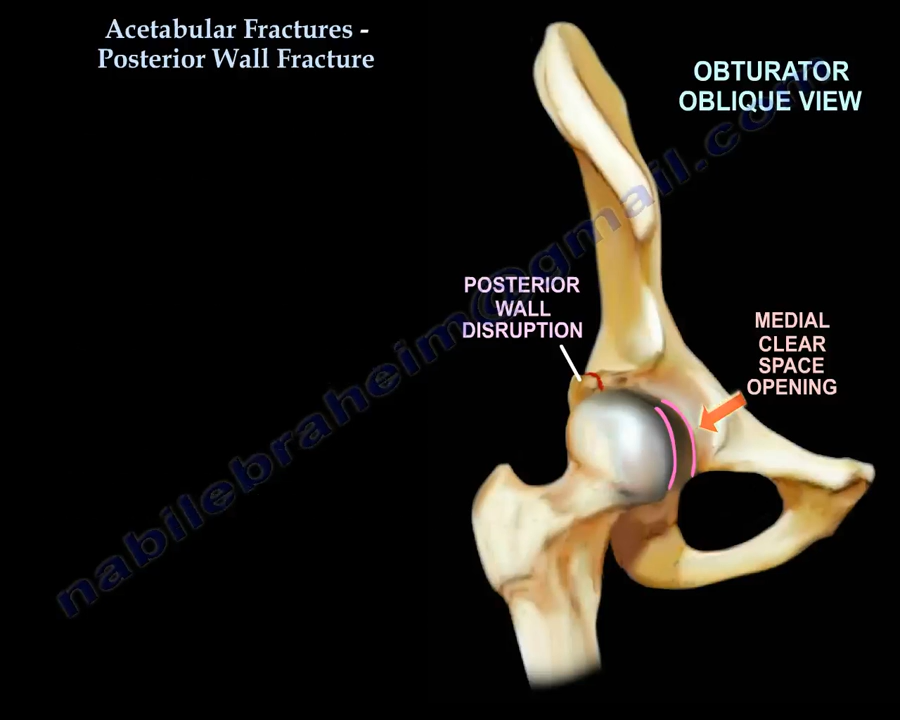 Acetabular Fractures -
Posterior Wall Fracture
OBTURATOR
OBLIQUE VIEW
POSTERIOR
WALL
DISRUPTION
MEDIAL
CLEAR
SPACE
OPENING
nabilebraheim@gmail.com